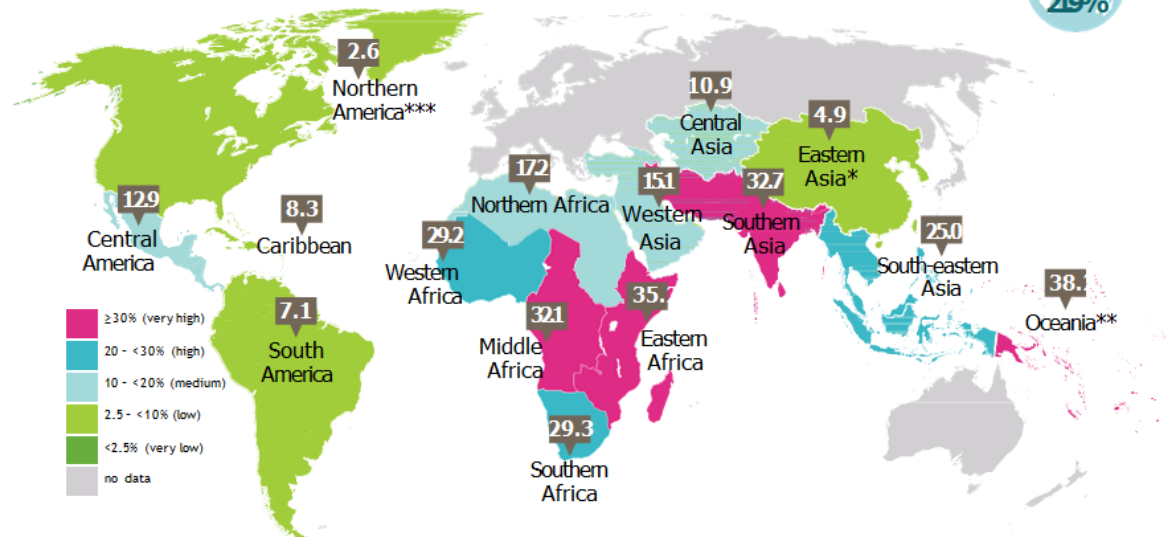 2.6
Northern
America***
12.9
Central
America
8.3
Caribbean
7.1
South
America
17.2
Northern Africa
29.2
Western
Africa
32.1
Middle
Africa
35.
Eastern
Africa
29.3
Southern
Africa
15.1
Western
Asia
10.9
Central
Asia
32.7
Southern
Asia
4.9
Eastern
Asia*
25.0
South-eastern
Asia
38.
Oceania**
≥30% (very high)
20 - <30% (high)
10 - <20% (medium)
2.5 - <10% (low)
<2.5% (very low)
no data